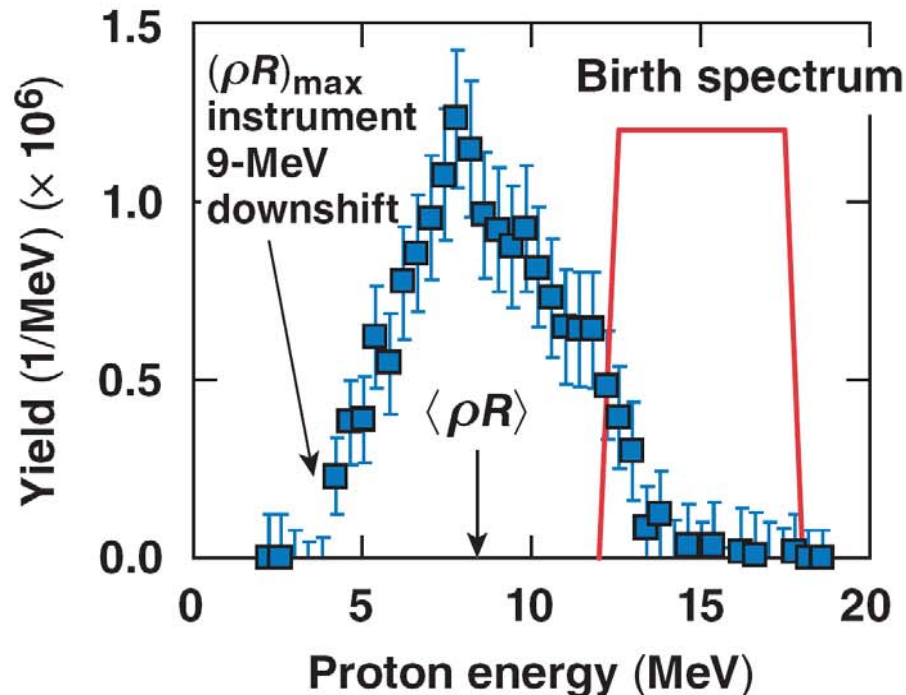 Yield (1/MeV) (× 10⁶)
1.5
1.0
0.5
0.0
(ρR)max
instrument
9-MeV
downshift
Birth spectrum
⟨ρR⟩
0 5 10 15 20
Proton energy (MeV)